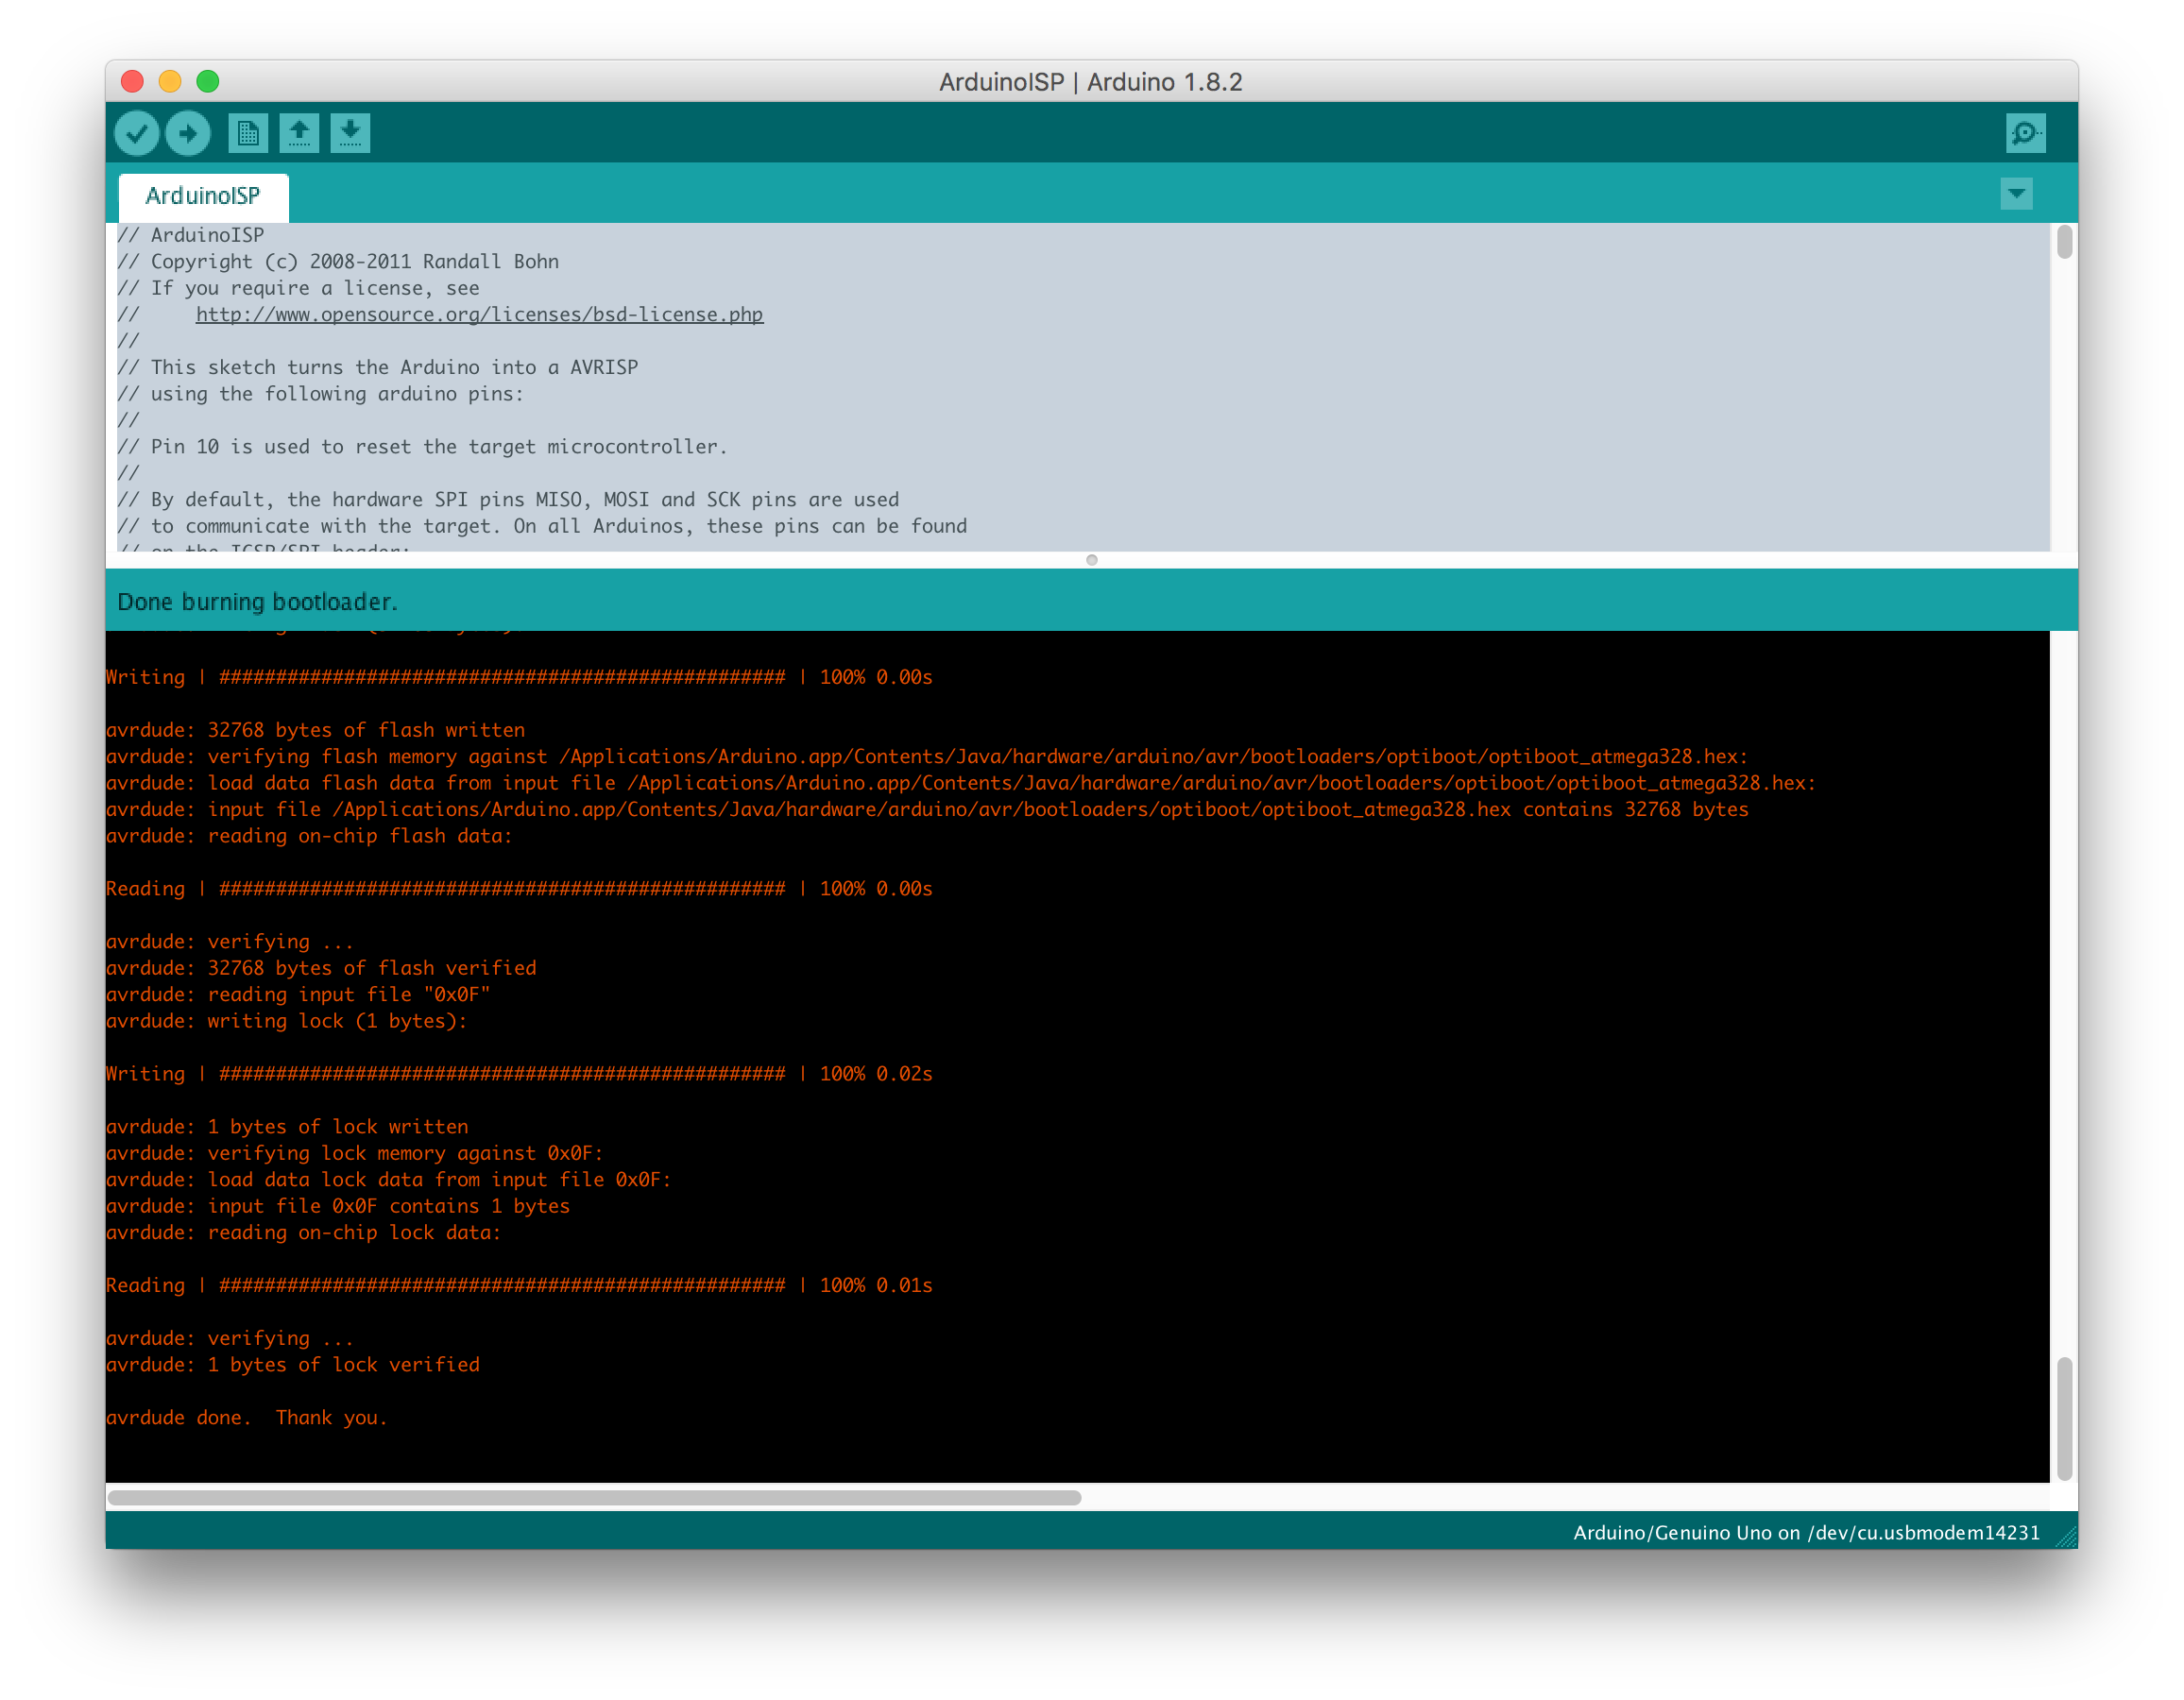 ArduinoISP | Arduino 1.8.2
ArduinoISP
// ArduinoISP
// Copyright (c) 2008-2011 Randall Bohn
// If you require a license, see
//     http://www.opensource.org/licenses/bsd-license.php
//
// This sketch turns the Arduino into a AVRISP
// using the following arduino pins:
//
// Pin 10 is used to reset the target microcontroller.
//
// By default, the hardware SPI pins MISO, MOSI and SCK pins are used
// to communicate with the target. On all Arduinos, these pins can be found
// on the ICSP/SPI header:
Done burning bootloader.
Writing | ################################################## | 100% 0.00s
avrdude: 32768 bytes of flash written
avrdude: verifying flash memory against /Applications/Arduino.app/Contents/Java/hardware/arduino/avr/bootloaders/optiboot/optiboot_atmega328.hex:
avrdude: load data flash data from input file /Applications/Arduino.app/Contents/Java/hardware/arduino/avr/bootloaders/optiboot/optiboot_atmega328.hex:
avrdude: input file /Applications/Arduino.app/Contents/Java/hardware/arduino/avr/bootloaders/optiboot/optiboot_atmega328.hex contains 32768 bytes
avrdude: reading on-chip flash data:
Reading | ################################################## | 100% 0.00s
avrdude: verifying ...
avrdude: 32768 bytes of flash verified
avrdude: reading input file "0x0F"
avrdude: writing lock (1 bytes):
Writing | ################################################## | 100% 0.02s
avrdude: 1 bytes of lock written
avrdude: verifying lock memory against 0x0F:
avrdude: load data lock data from input file 0x0F:
avrdude: input file 0x0F contains 1 bytes
avrdude: reading on-chip lock data:
Reading | ################################################## | 100% 0.01s
avrdude: verifying ...
avrdude: 1 bytes of lock verified
avrdude done.  Thank you.
Arduino/Genuino Uno on /dev/cu.usbmodem14231